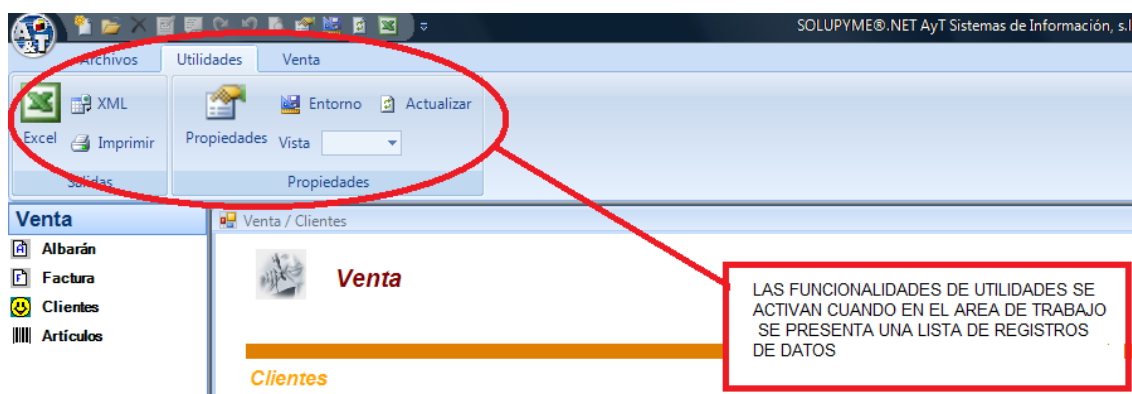 SOLUPYME®.NET AyT Sistemas de Información, s.l
A&T
Archivos Utilidades Venta
XML Entorno Actualizar
Excel Imprimir Propiedades Vista
Salidas Propiedades
Venta Venta / Clientes
Albarán
Factura
Clientes
Artículos
Venta
LAS FUNCIONALIDADES DE UTILIDADES SE
ACTIVAN CUANDO EN EL AREA DE TRABAJO
SE PRESENTA UNA LISTA DE REGISTROS
DE DATOS
Clientes